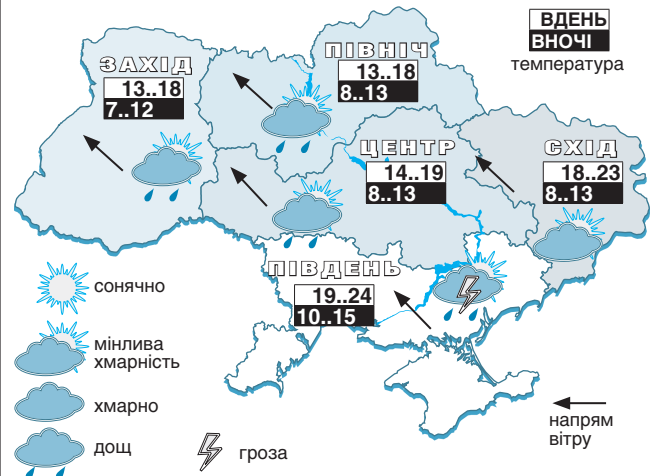 ВДЕНЬ
ВНОЧІ
температура
ЗАХІД
13..18
7..12
ПІВНІЧ
13..18
8..13
ЦЕНТР
14..19
8..13
СХІД
18..23
8..13
ПІВДЕНЬ
19..24
10..15
сонячно
мінлива
хмарність
хмарно
дощ
гроза
напрям
вітру